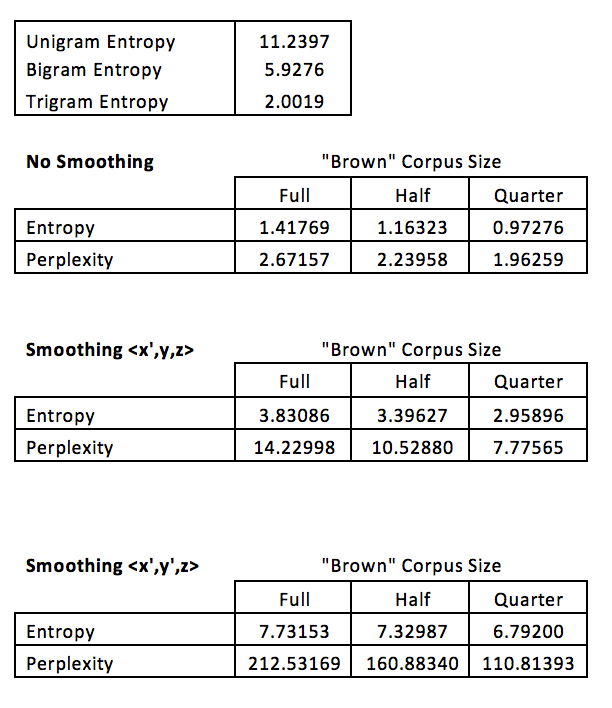 Unigram Entropy 11.2397
Bigram Entropy 5.9276
Trigram Entropy 2.0019
No Smoothing "Brown" Corpus Size
Full Half Quarter
Entropy 1.41769 1.16323 0.97276
Perplexity 2.67157 2.23958 1.96259
Smoothing <x',y,z> "Brown" Corpus Size
Full Half Quarter
Entropy 3.83086 3.39627 2.95896
Perplexity 14.22998 10.52880 7.77565
Smoothing <x',y',z> "Brown" Corpus Size
Full Half Quarter
Entropy 7.73153 7.32987 6.79200
Perplexity 212.53169 160.88340 110.81393